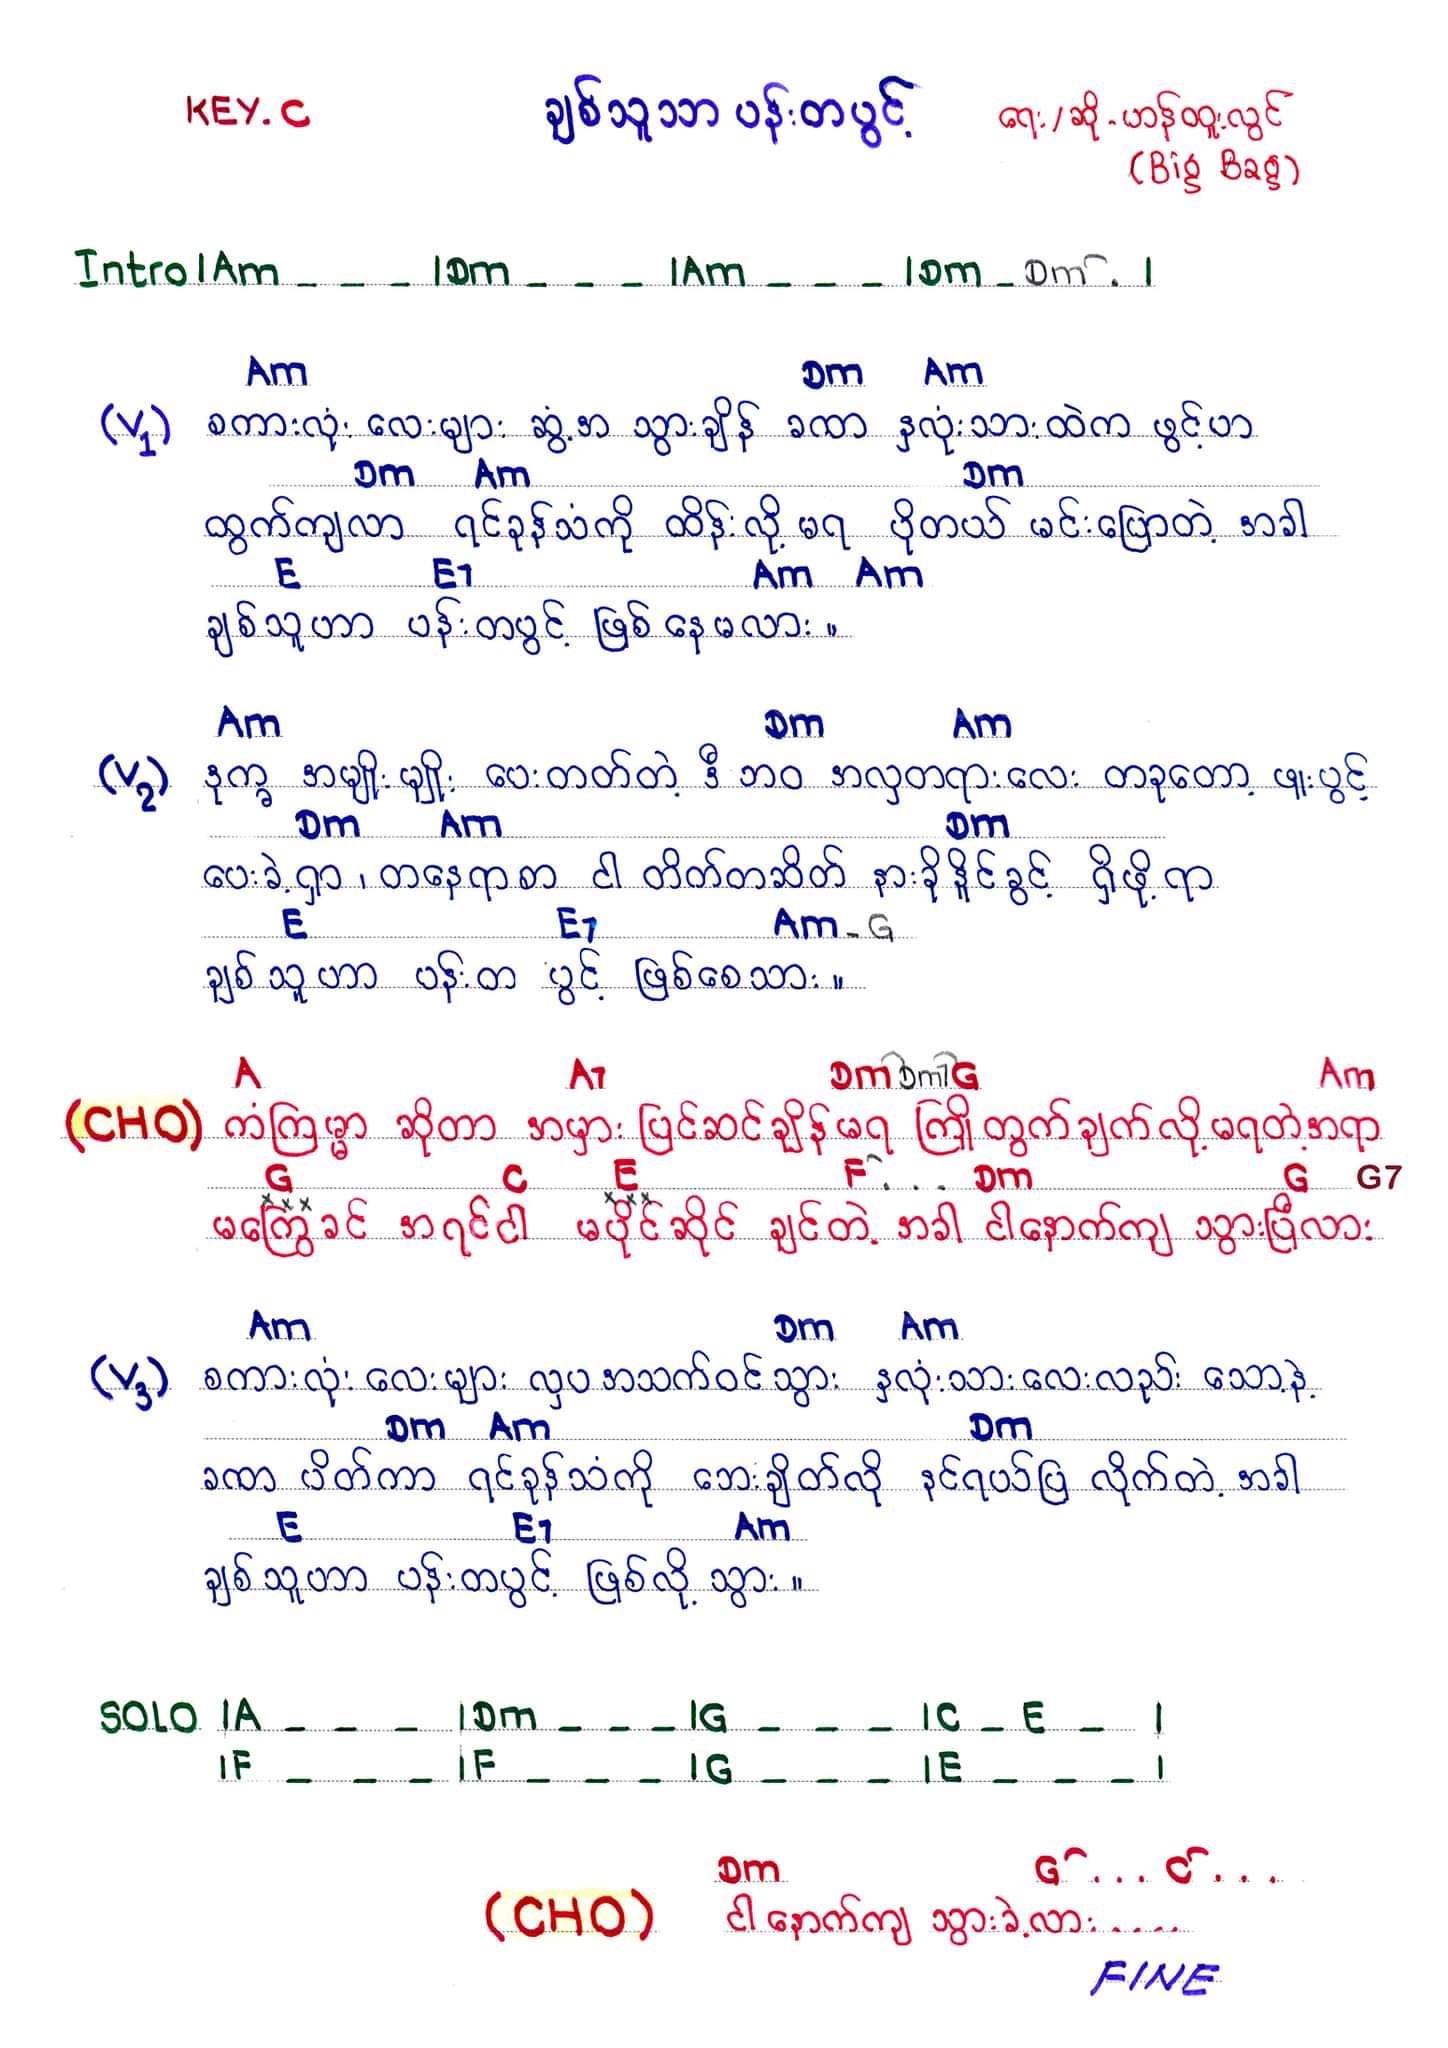 KEY. C ချစ်သူသာ ပန်းတပွင့် ရေး/ဆို - ဟန်ထူးလွင်
(Big Bag)
Intro | Am _ _ _ | Dm _ _ _ | Am _ _ _ | Dm _ Dm . |
Am Dm Am
(V1) စကားလုံး လေးများ ဆွံ့အ သွားချိန် ခဏာ နှလုံးသားထဲက ဖွင့်ဟာ
Dm Am Dm
ထွက်ကျလာ ရင်ခုန်သံကို ထိန်းလို့မရ ပိုတယ် မင်းပြောတဲ့ အခါ
E E7 Am Am
ချစ်သူဟာ ပန်းတပွင့် ဖြစ်နေမလား။
Am Dm Am
(V2) ဒုက္ခ အမျိုးမျိုး ပေးတတ်တဲ့ ဒီ ဘဝ အလှတရားလေး တခုတော့ ဖူးပွင့်
Dm Am Dm
ပေးခဲ့ရှာ ၊ တနေရာစာ ငါ တိတ်တဆိတ် နားခိုနိူင်ခွင့် ရှိဖို့ရာ
E E7 Am - G
ချစ်သူဟာ ပန်းတ ပွင့် ဖြစ်စေသား။
A A7 Dm Dm7 G Am
(CHO) ကံကြမ္မာ ဆိုတာ အမှား ပြင်ဆင်ချိန်မရ ကြိုတွက်ချက်လို့မရတဲ့အရာ
G C E F . . . Dm G G7
x x x x x x
မကြွေခင် အရင်ငါ မပိုင်ဆိုင် ချင်တဲ့ အခါ ငါနောက်ကျ သွားပြီလား
Am Dm Am
(V3) စကားလုံး လေးများ လှပအသက်ဝင်သွား နှလုံးသားလေးလည်း သော့နဲ့
Dm Am Dm
ခဏာ ပိတ်ကာ ရင်ခုန်သံကို ဘေးချိတ်လို့ နင်ရယ်ပြ လိုက်တဲ့ အခါ
E E7 Am
ချစ်သူဟာ ပန်းတပွင့် ဖြစ်လို့ သွား။
SOLO | A _ _ _ | Dm _ _ _ | G _ _ _ | C _ E _ |
| F _ _ _ | F _ _ _ | G _ _ _ | E _ _ _ |
Dm G . . . C . . .
(CHO) ငါနောက်ကျ သွားခဲ့လား.....
FINE